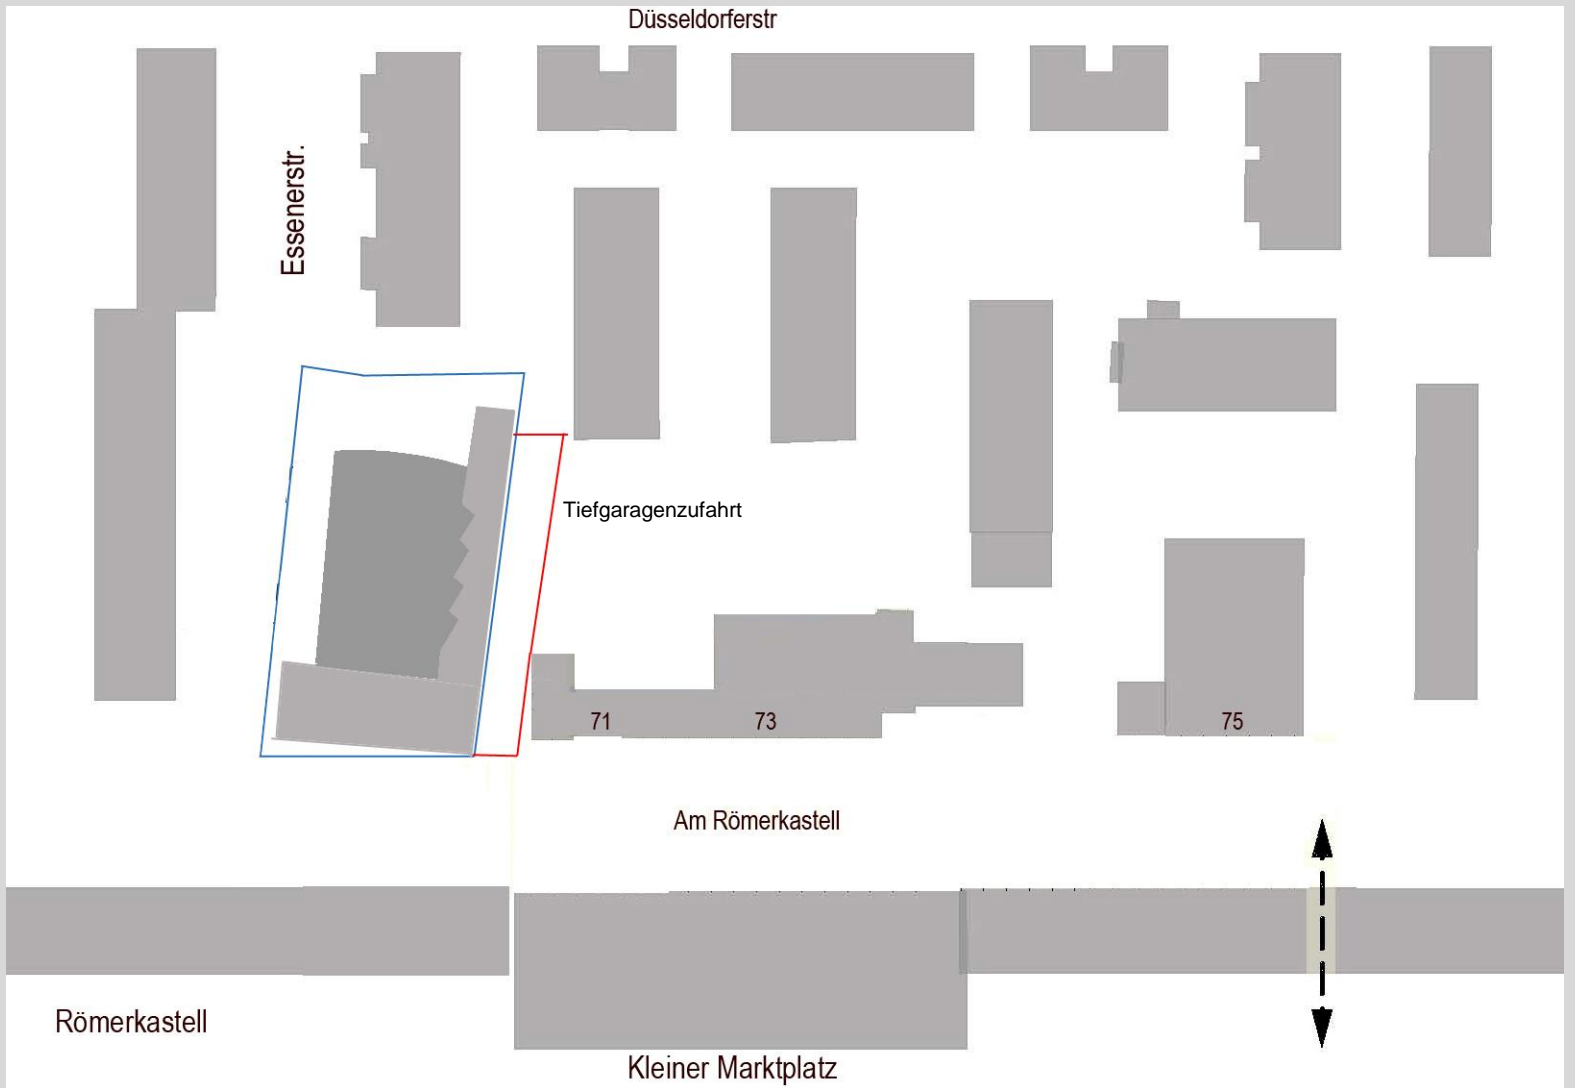 Düsseldorferstr
Essenerstr.
Tiefgaragenzufahrt
71
73
75
Am Römerkastell
Römerkastell
Kleiner Marktplatz